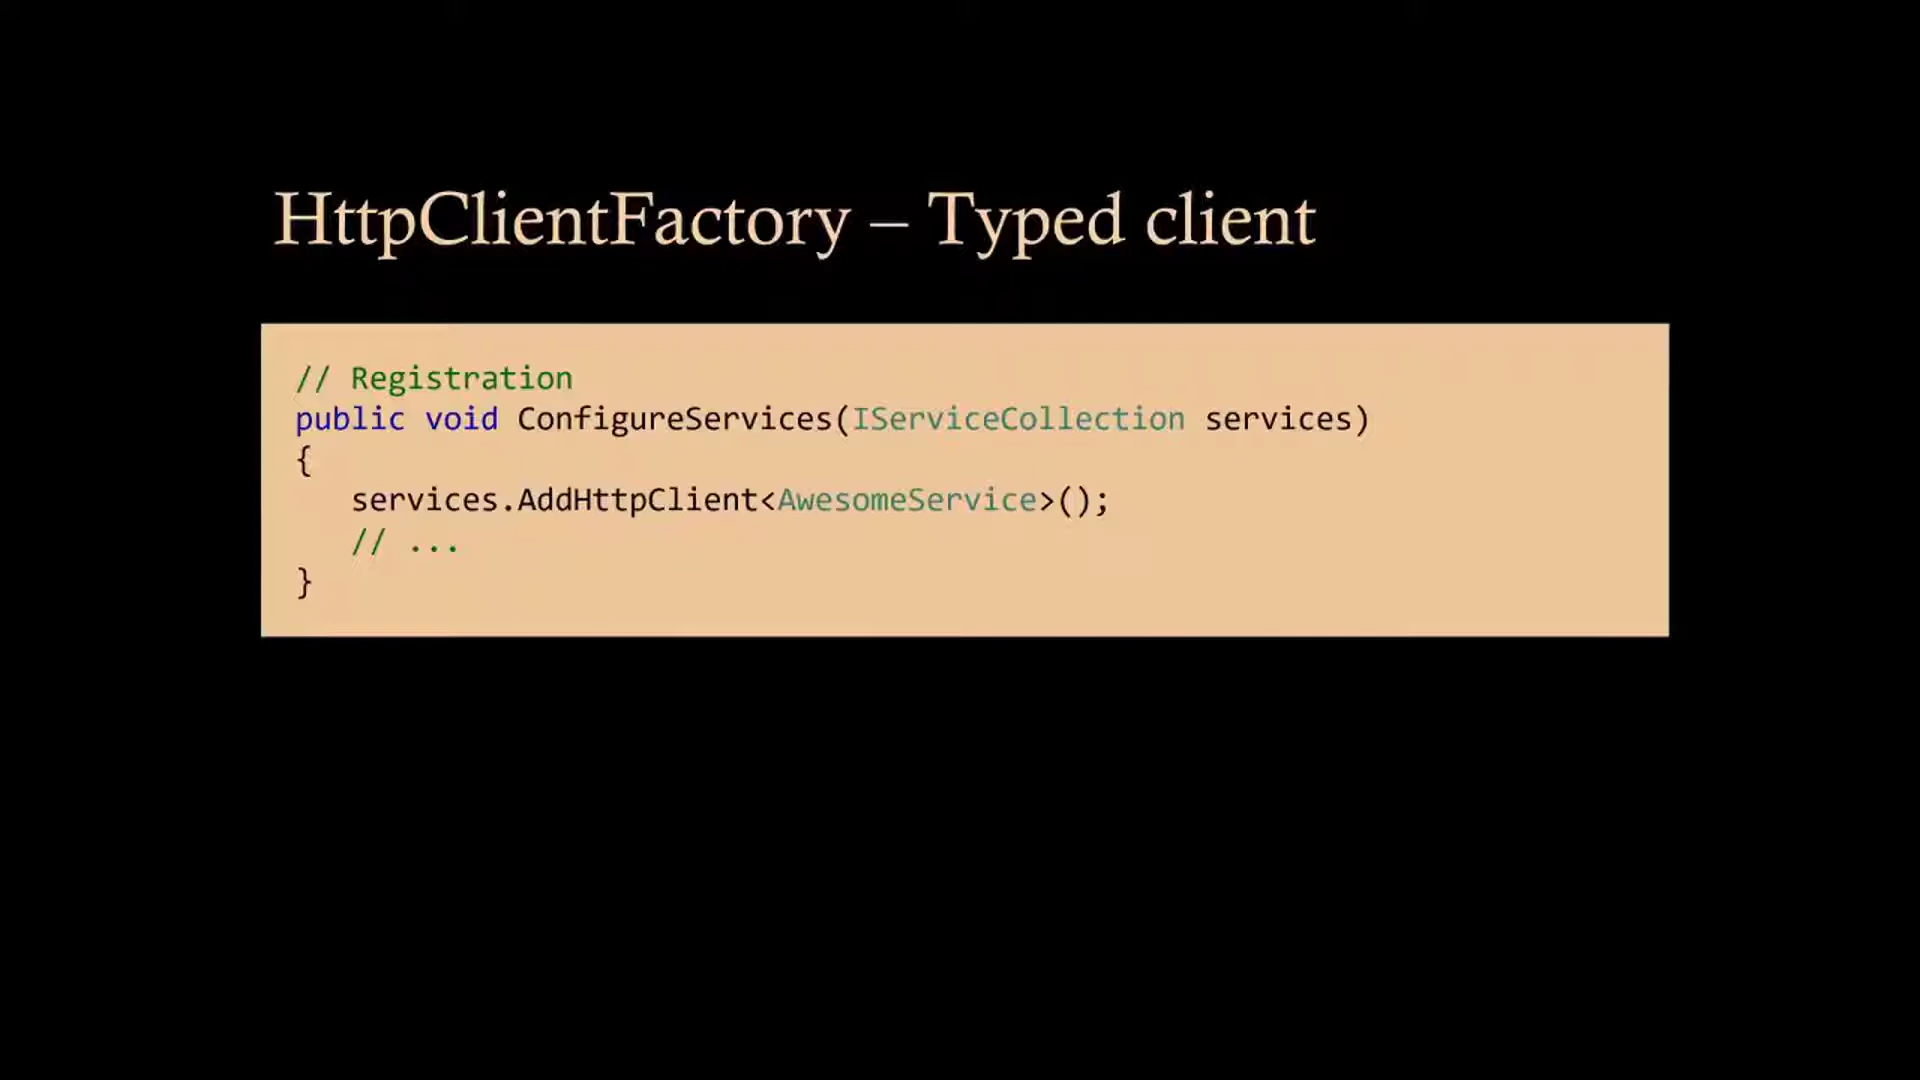 HttpClientFactory – Typed client
// Registration
public void ConfigureServices(IServiceCollection services)
{
services.AddHttpClient<AwesomeService>();
// ...
}